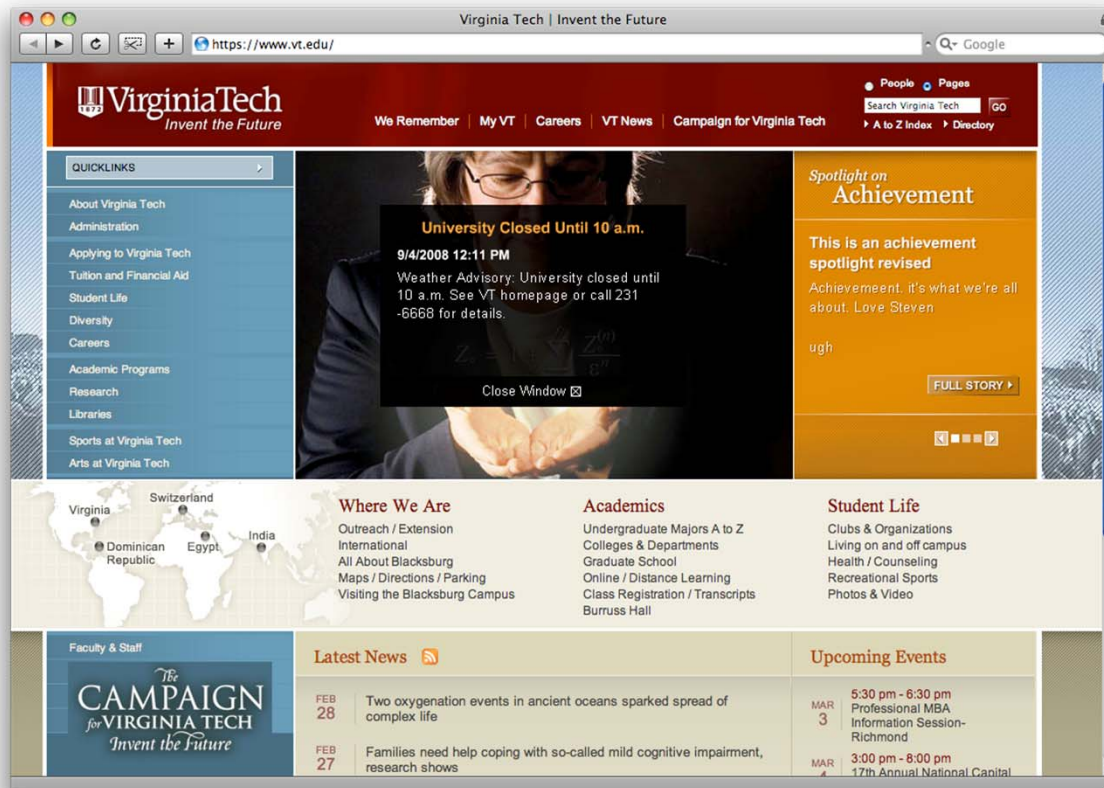 Virginia Tech | Invent the Future
https://www.vt.edu/
Google
VirginiaTech
1872
Invent the Future
We Remember | My VT | Careers | VT News | Campaign for Virginia Tech
People Pages
Search Virginia Tech GO
A to Z Index Directory
QUICKLINKS
About Virginia Tech
Administration
Applying to Virginia Tech
Tuition and Financial Aid
Student Life
Diversity
Careers
Academic Programs
Research
Libraries
Sports at Virginia Tech
Arts at Virginia Tech
University Closed Until 10 a.m.
9/4/2008 12:11 PM
Weather Advisory: University closed until
10 a.m. See VT homepage or call 231
-6668 for details.
Close Window
Spotlight on
Achievement
This is an achievement
spotlight revised
Achievemeent. it's what we're all
about. Love Steven
ugh
FULL STORY
Virginia
Switzerland
Dominican
Republic
Egypt
India
Where We Are
Outreach / Extension
International
All About Blacksburg
Maps / Directions / Parking
Visiting the Blacksburg Campus
Academics
Undergraduate Majors A to Z
Colleges & Departments
Graduate School
Online / Distance Learning
Class Registration / Transcripts
Burruss Hall
Student Life
Clubs & Organizations
Living on and off campus
Health / Counseling
Recreational Sports
Photos & Video
Faculty & Staff
The
CAMPAIGN
for VIRGINIA TECH
Invent the Future
Latest News
FEB
28
Two oxygenation events in ancient oceans sparked spread of
complex life
FEB
27
Families need help coping with so-called mild cognitive impairment,
research shows
Upcoming Events
MAR
3
5:30 pm - 6:30 pm
Professional MBA
Information Session-
Richmond
MAR
3:00 pm - 8:00 pm
17th Annual National Capital